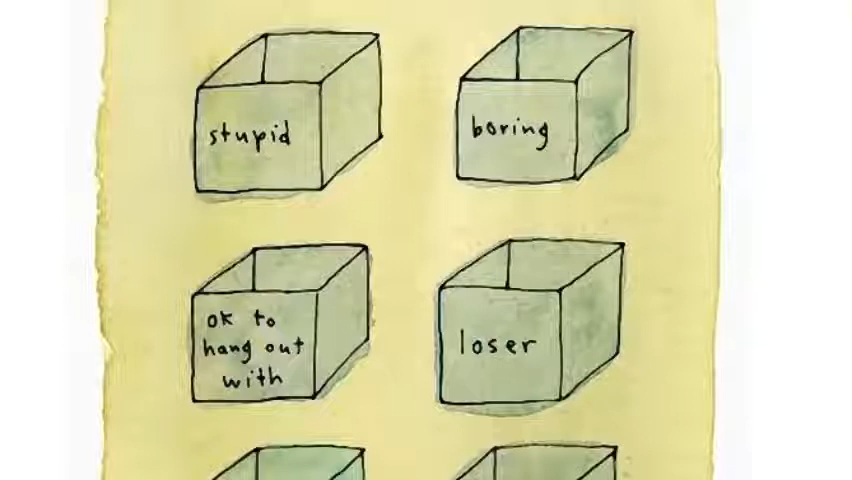 stupid
boring
ok to
hang out
with
loser